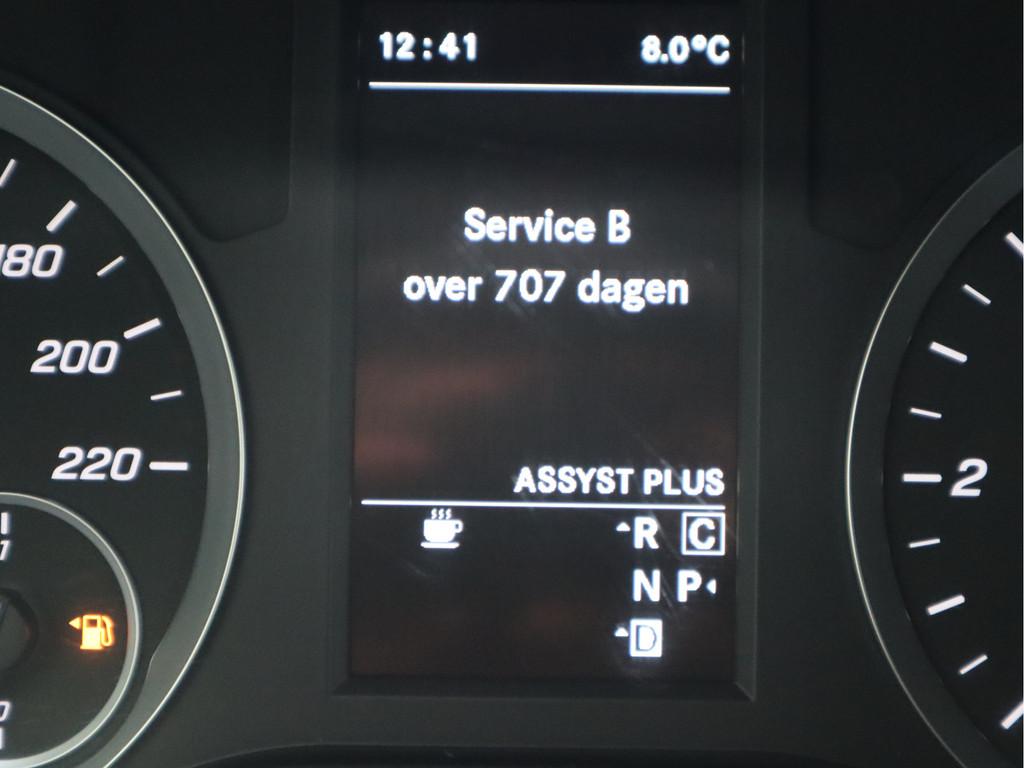 12:41 8.0°C
Service B
over 707 dagen
ASSYST PLUS
R C
N P
D
180
200
220
2